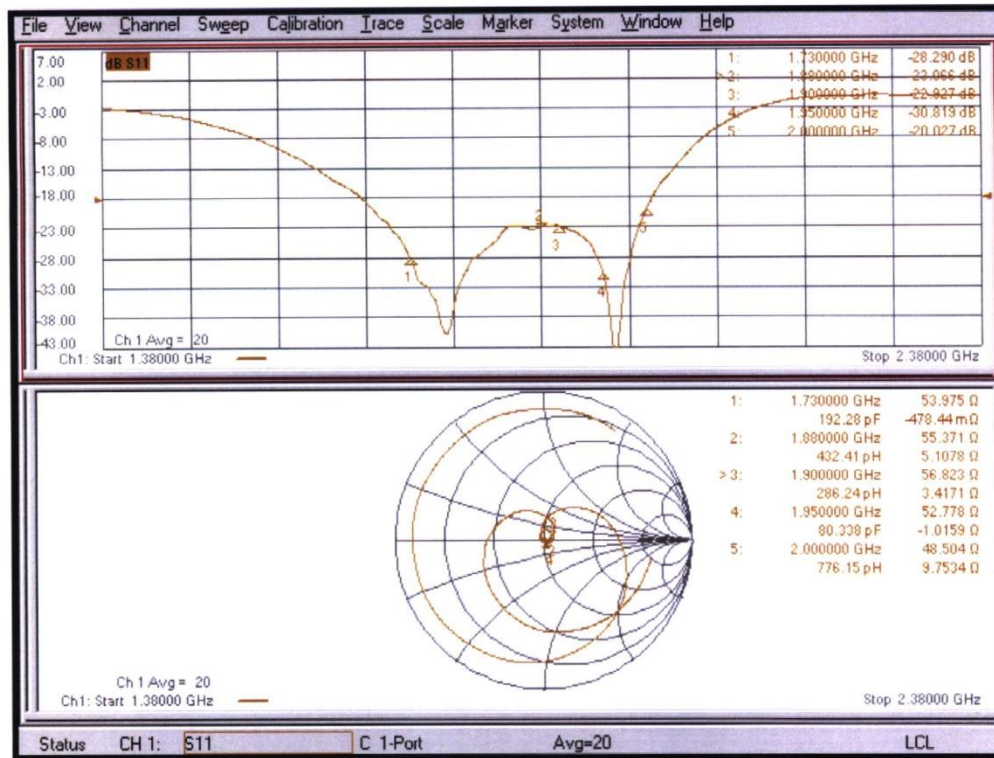 File View Channel Sweep Calibration Trace Scale Marker System Window Help
7.00
2.00
-3.00
-8.00
-13.00
-18.00
-23.00
-28.00
-33.00
-38.00
-43.00
dB S11
1: 1.730000 GHz -28.290 dB
>2: 1.880000 GHz -23.066 dB
3: 1.900000 GHz -22.927 dB
4: 1.950000 GHz -30.819 dB
5: 2.000000 GHz -20.027 dB
1
2
3
4
5
Ch 1 Avg = 20
Ch1: Start 1.38000 GHz
Stop 2.38000 GHz
1: 1.730000 GHz 53.975 Ω
192.28 pF -478.44 mΩ
2: 1.880000 GHz 55.371 Ω
432.41 pH 5.1078 Ω
>3: 1.900000 GHz 56.823 Ω
286.24 pH 3.4171 Ω
4: 1.950000 GHz 52.778 Ω
80.338 pF -1.0159 Ω
5: 2.000000 GHz 48.504 Ω
776.15 pH 9.7534 Ω
Ch 1 Avg = 20
Ch1: Start 1.38000 GHz
Stop 2.38000 GHz
Status CH 1: S11 C 1-Port Avg=20 LCL